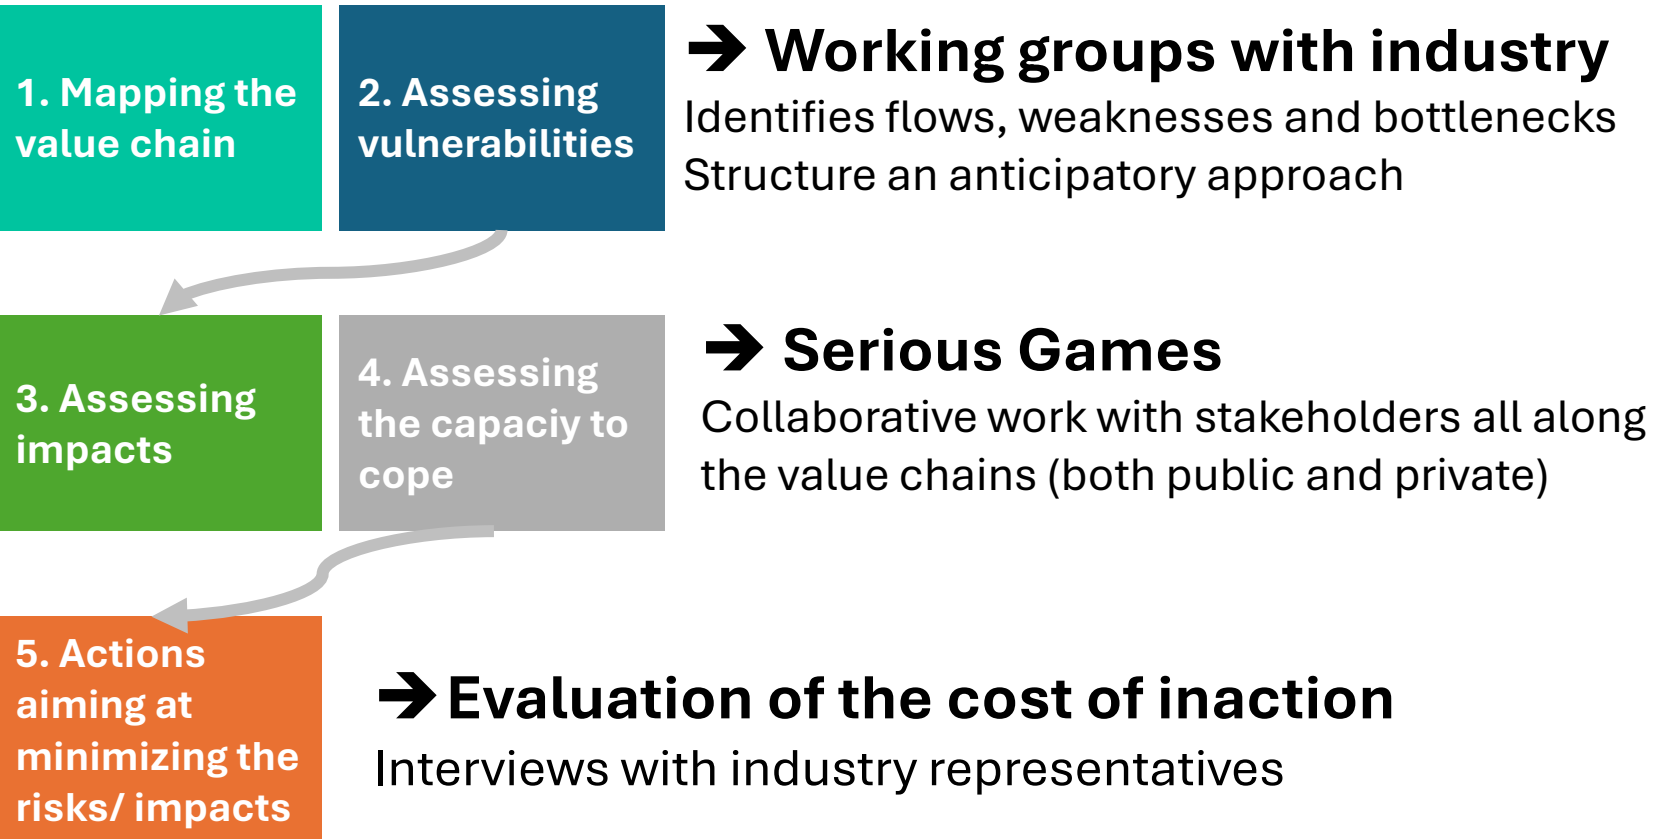 1. Mapping the
value chain
2. Assessing
vulnerabilities
➔ Working groups with industry
Identifies flows, weaknesses and bottlenecks
Structure an anticipatory approach
3. Assessing
impacts
4. Assessing
the capaciy to
cope
➔ Serious Games
Collaborative work with stakeholders all along
the value chains (both public and private)
5. Actions
aiming at
minimizing the
risks/ impacts
➔ Evaluation of the cost of inaction
Interviews with industry representatives